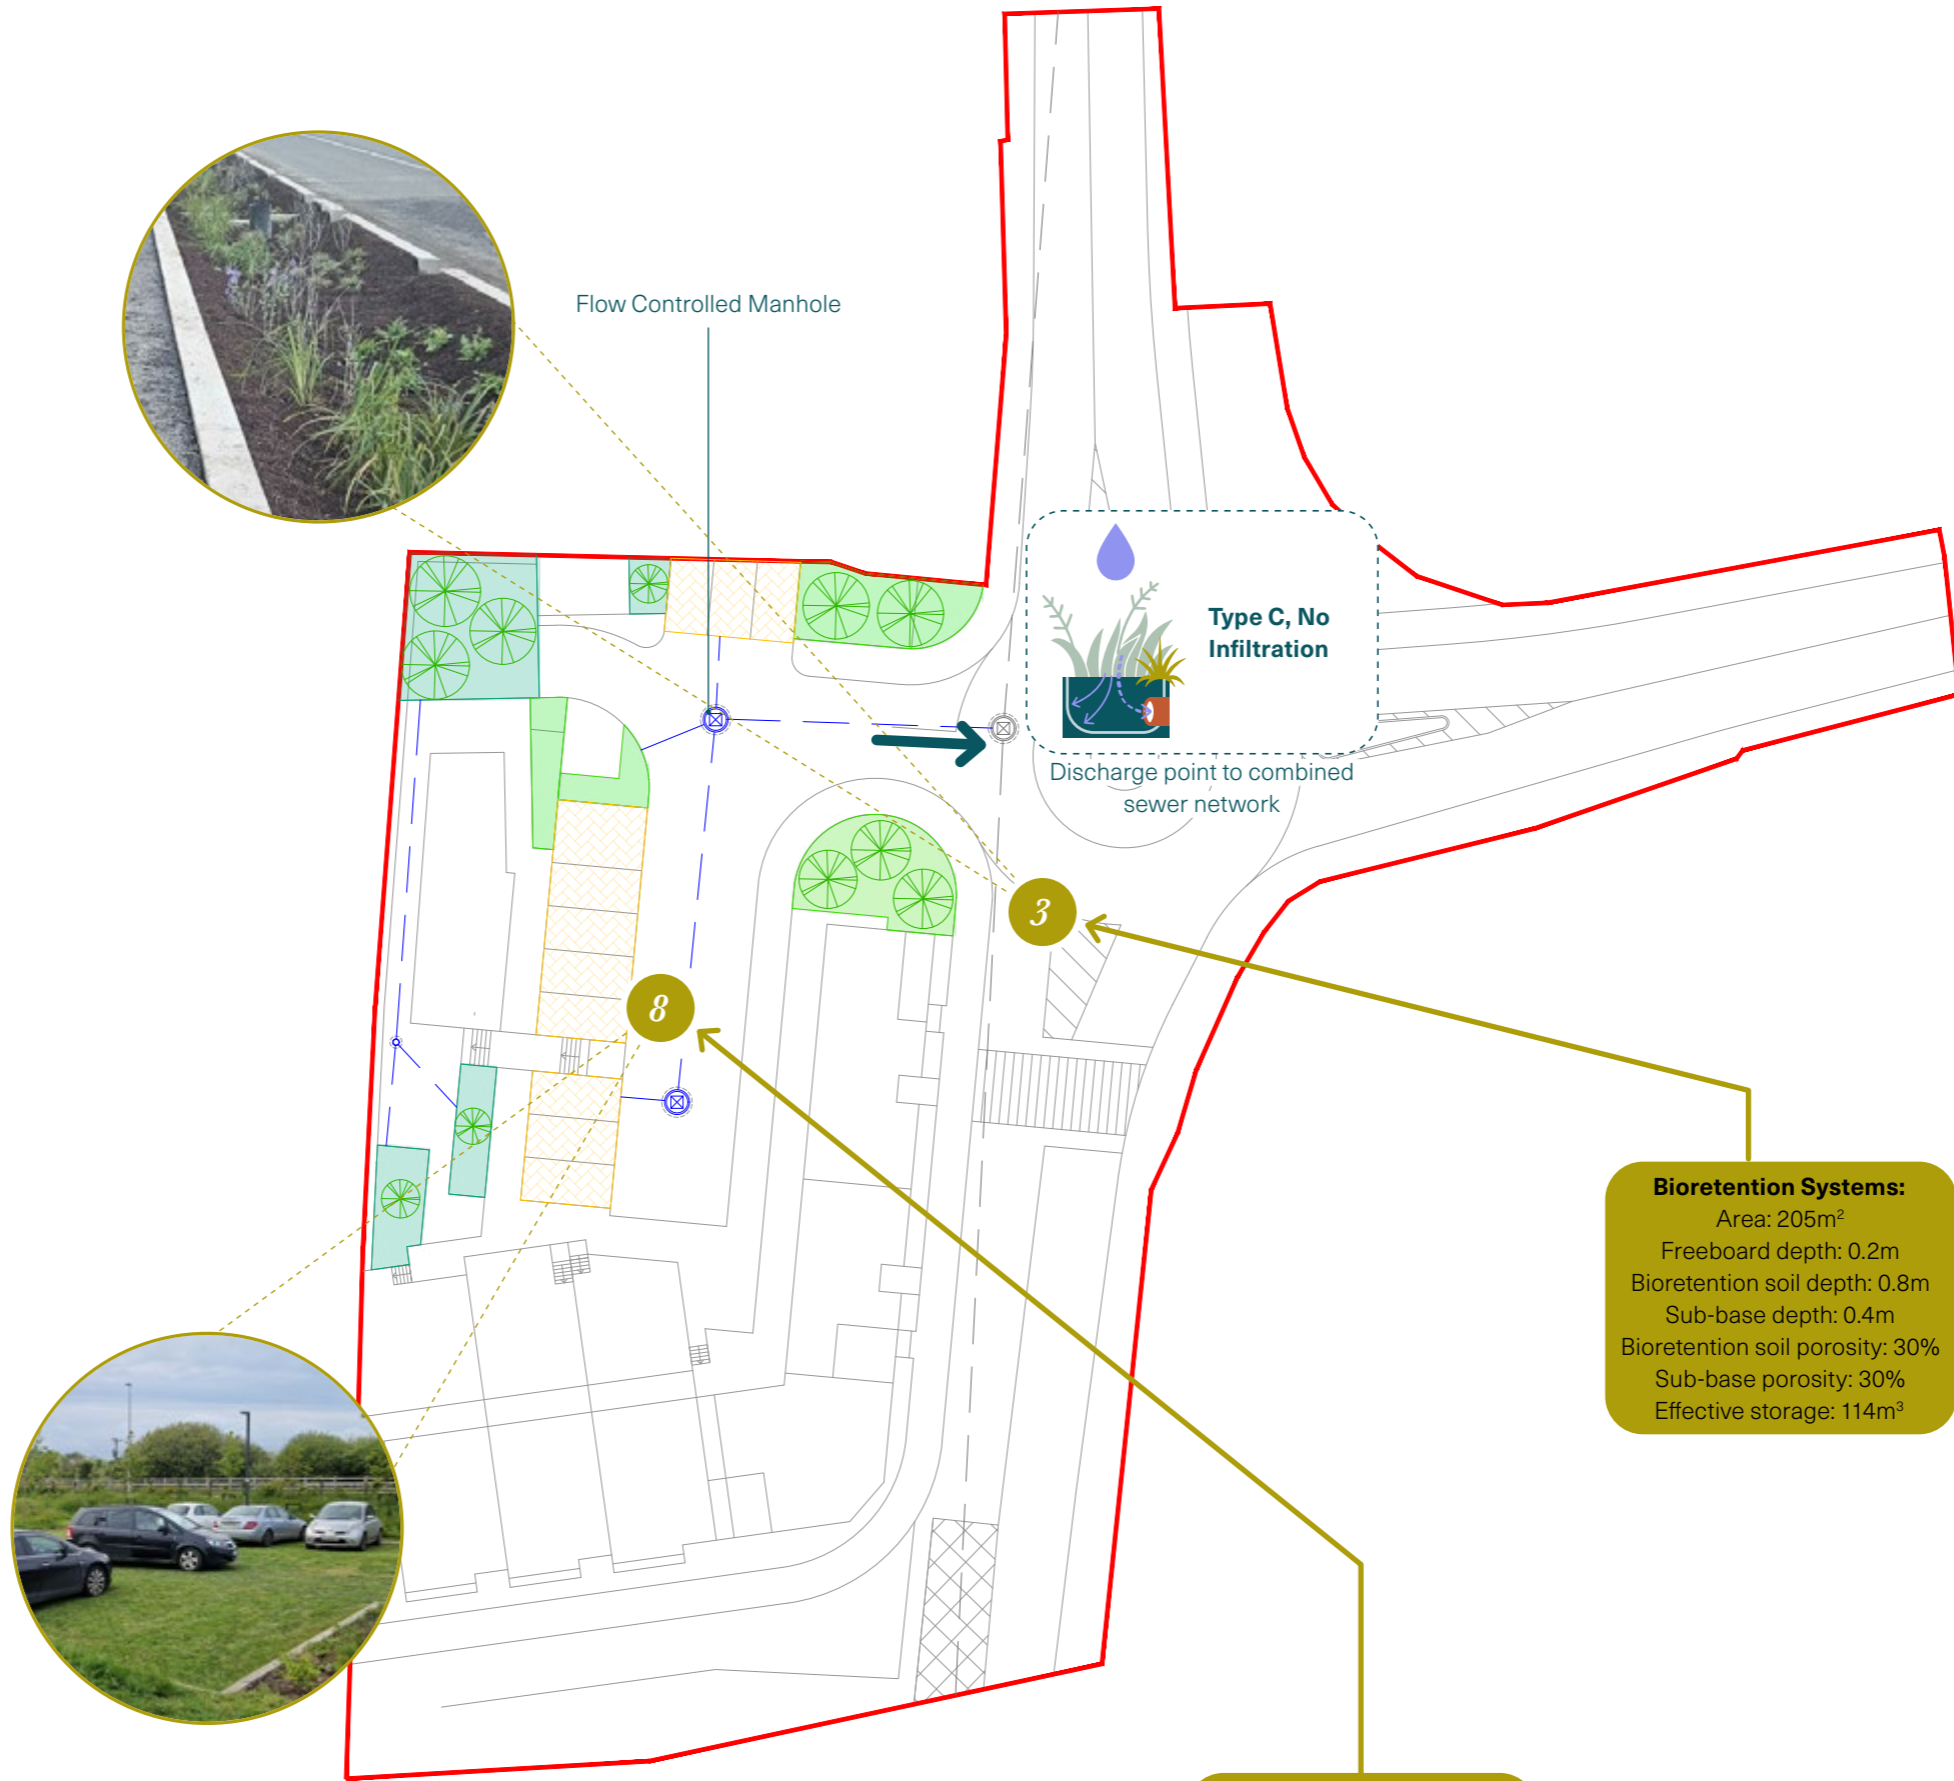 Flow Controlled Manhole
Type C, No
Infiltration
Discharge point to combined
sewer network
3
8
Bioretention Systems:
Area: 205m²
Freeboard depth: 0.2m
Bioretention soil depth: 0.8m
Sub-base depth: 0.4m
Bioretention soil porosity: 30%
Sub-base porosity: 30%
Effective storage: 114m³